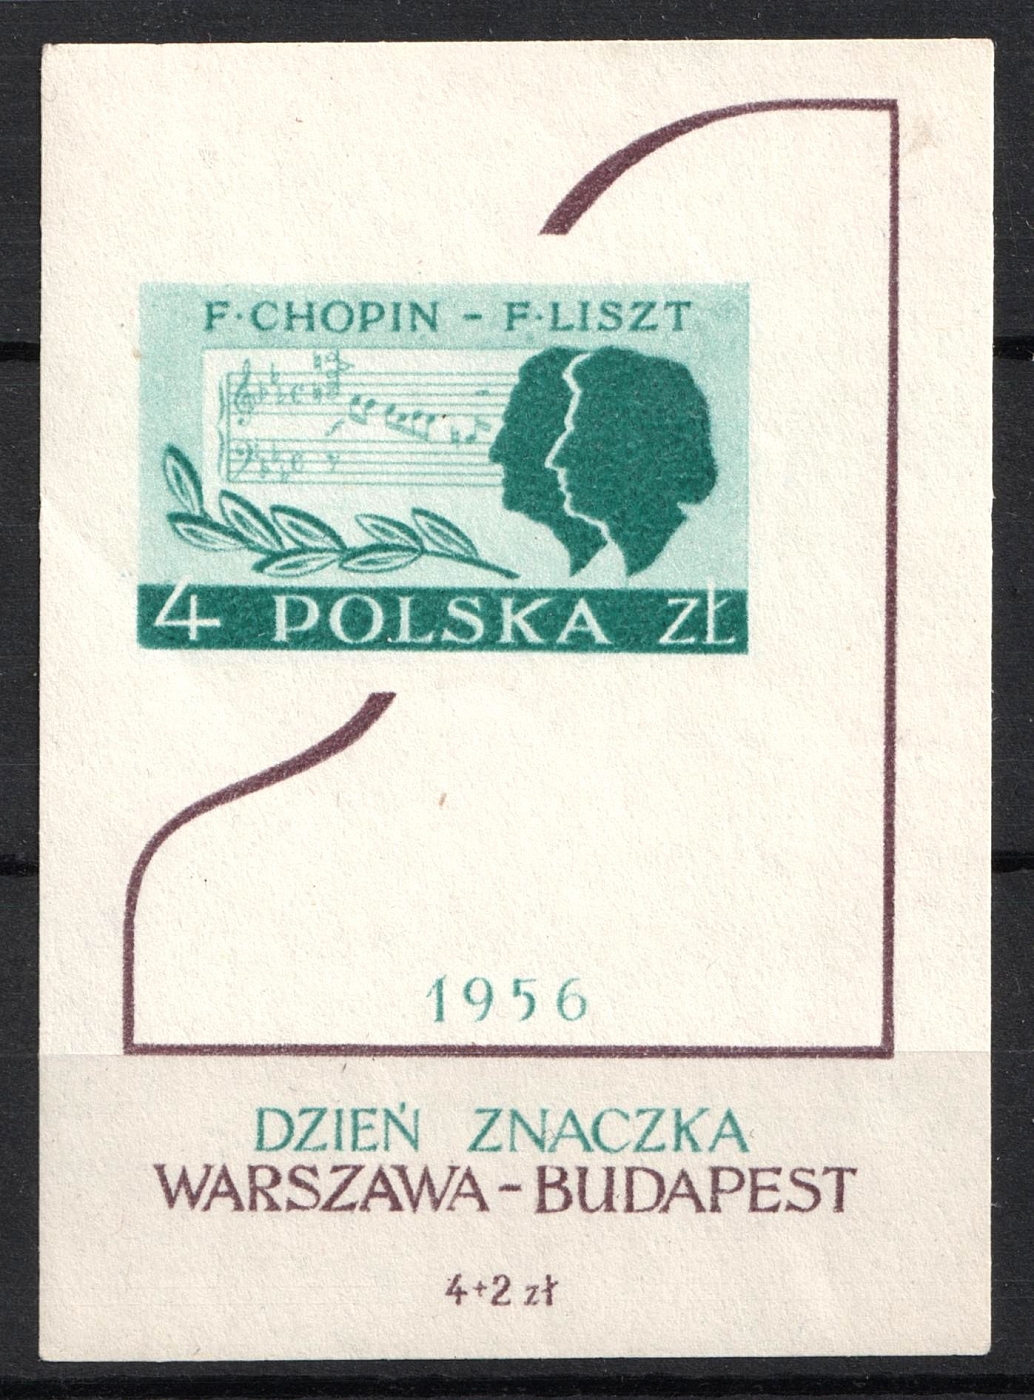 F·CHOPIN - F·LISZT
4 POLSKA ZŁ
1956
DZIEŃ ZNACZKA
WARSZAWA-BUDAPEST
4+2 zł